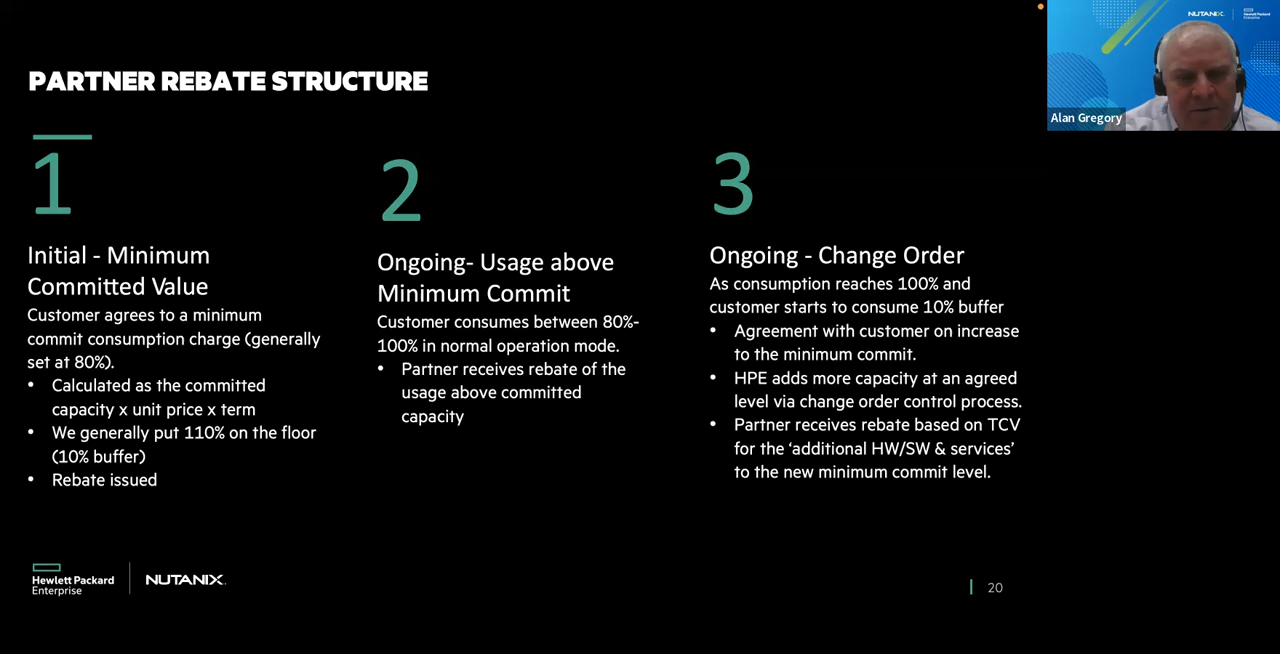 NUTANIX.
Hewlett Packard
Enterprise
Alan Gregory
PARTNER REBATE STRUCTURE
1
Initial - Minimum
Committed Value
Customer agrees to a minimum
commit consumption charge (generally
set at 80%).
• Calculated as the committed
capacity x unit price x term
• We generally put 110% on the floor
(10% buffer)
• Rebate issued
2
Ongoing- Usage above
Minimum Commit
Customer consumes between 80%-
100% in normal operation mode.
• Partner receives rebate of the
usage above committed
capacity
3
Ongoing - Change Order
As consumption reaches 100% and
customer starts to consume 10% buffer
• Agreement with customer on increase
to the minimum commit.
• HPE adds more capacity at an agreed
level via change order control process.
• Partner receives rebate based on TCV
for the ‘additional HW/SW & services’
to the new minimum commit level.
Hewlett Packard
Enterprise
NUTANIX.
20